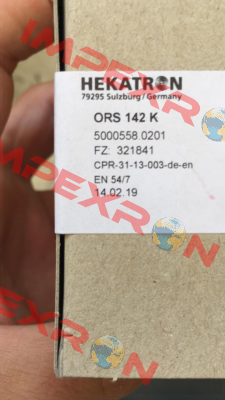 HEKATRON
79295 Sulzburg/Germany
ORS 142 K
5000558.0201
FZ: 321841
CPR-31-13-003-de-en
EN 54/7
14.02.19
IMPEXRON
IMPEXRON